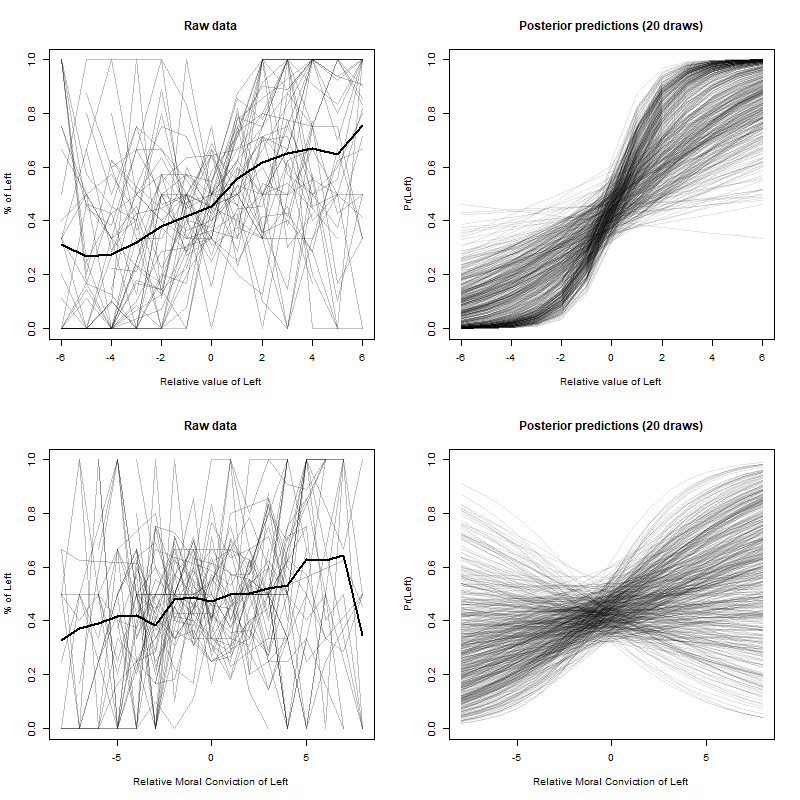 Raw data
Posterior predictions (20 draws)
% of Left
0.0 0.2 0.4 0.6 0.8 1.0
-6 -4 -2 0 2 4 6
Relative value of Left
Pr(Left)
0.0 0.2 0.4 0.6 0.8 1.0
-6 -4 -2 0 2 4 6
Relative value of Left
Raw data
Posterior predictions (20 draws)
% of Left
0.0 0.2 0.4 0.6 0.8 1.0
-5 0 5
Relative Moral Conviction of Left
Pr(Left)
0.0 0.2 0.4 0.6 0.8 1.0
-5 0 5
Relative Moral Conviction of Left